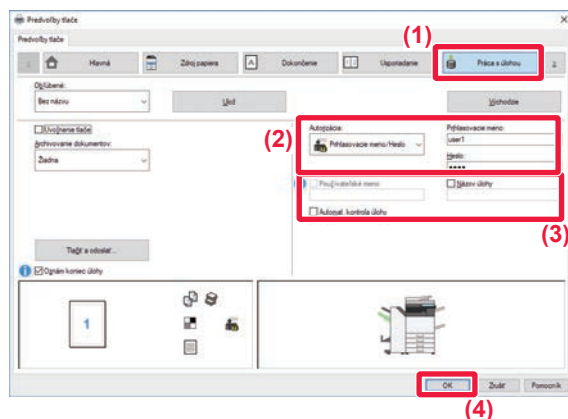 Predvoľby tlače
Predvoľby tlače
(1)
Hlavná
Zdroj papiera
Dokončenie
Usporiadanie
Práca s úlohou
Obľúbené:
Bez názvu
Uložiť
Východzie
Uvoľnenie tlače
Archivovanie dokumentov:
Žiadna
(2)
Autorizácia:
Prihlasovacie meno/Heslo
Prihlasovacie meno:
user1
Heslo:
••••
Používateľské meno
Názov úlohy
Automat. kontrola úlohy
(3)
Tlačiť a odoslať...
Oznám koniec úlohy
1
OK
Zrušiť
Pomocník
(4)